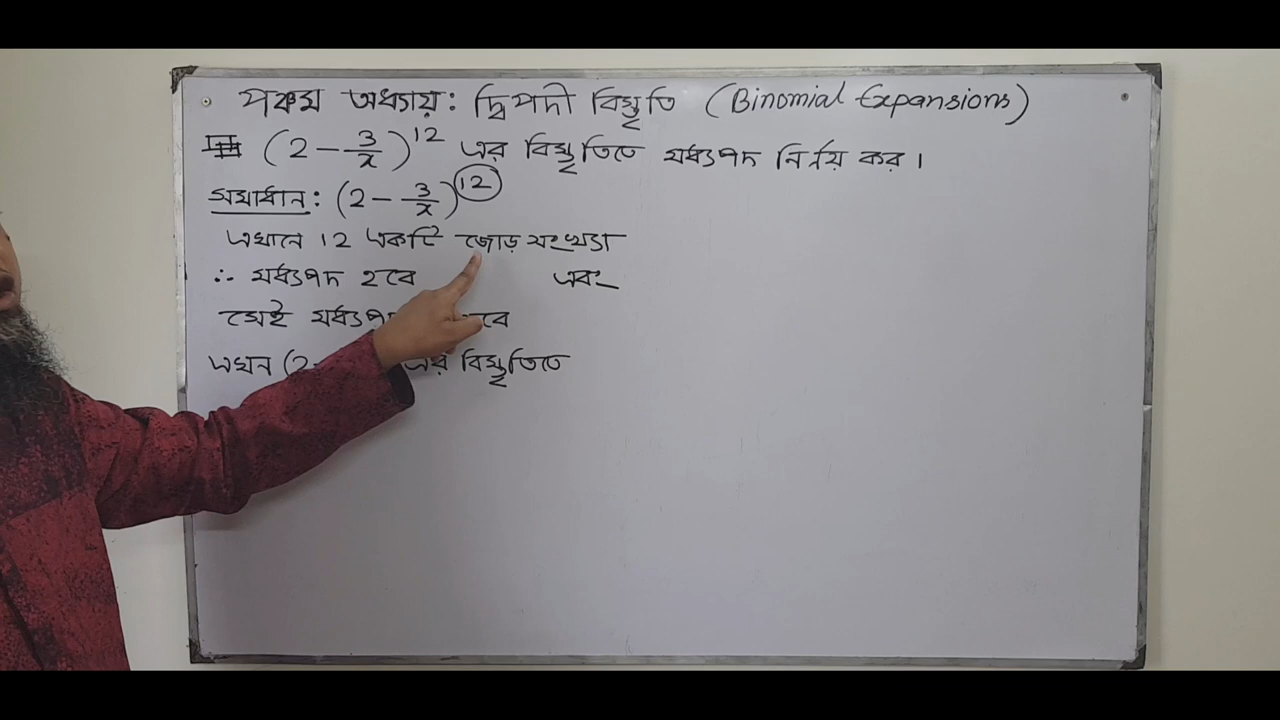 পঞ্চম অধ্যায়: দ্বিপদী বিস্তৃতি (Binomial Expansions)
(2 - 3/x)^12 এর বিস্তৃতিতে মধ্যপদ নির্ণয় কর।
সমাধান: (2 - 3/x)^12
এখানে 12 একটি জোড় সংখ্যা
∴ মধ্যপদ হবে এবং
সেই মধ্যপদ
এখন (2- এর বিস্তৃতিতে